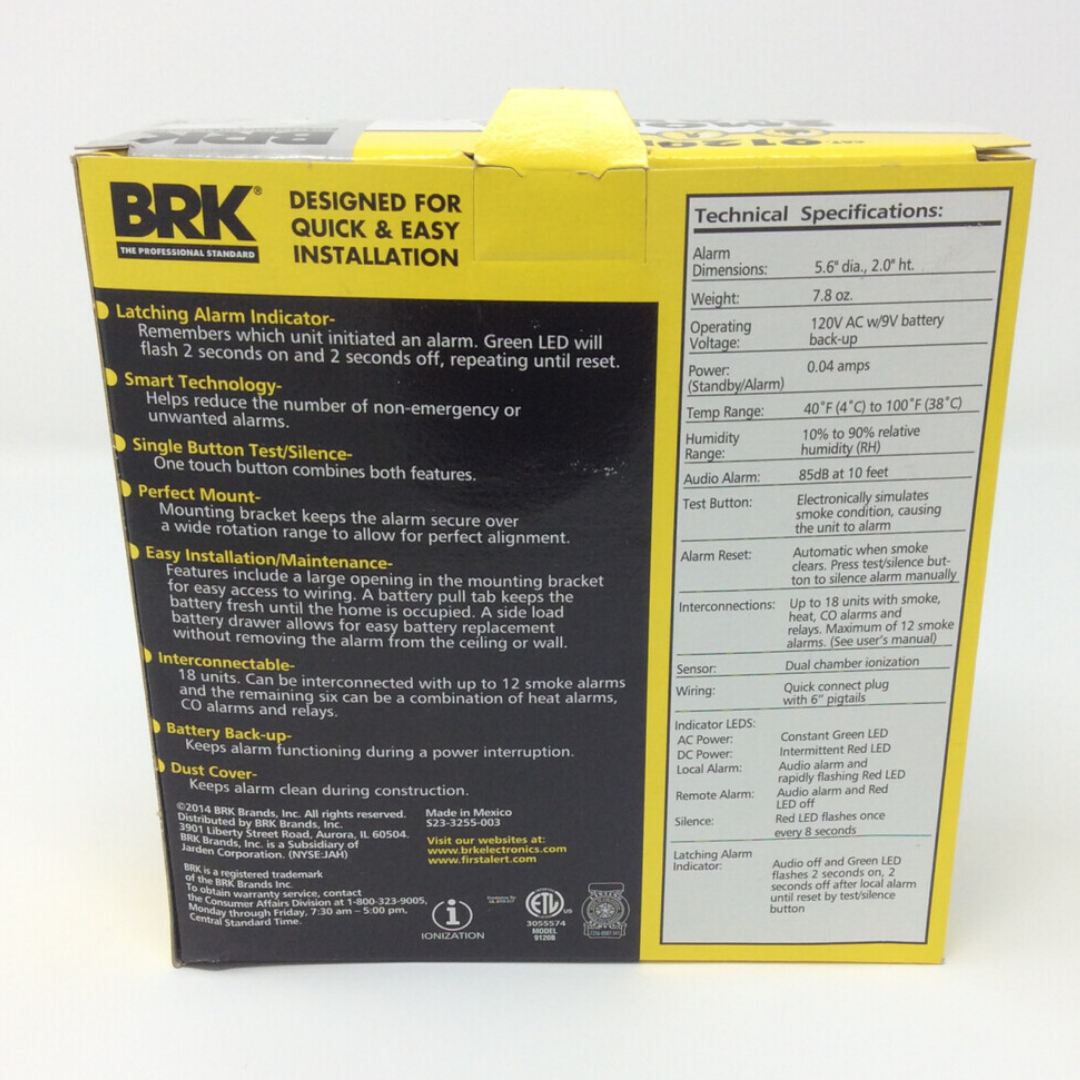 BRK®
THE PROFESSIONAL STANDARD
DESIGNED FOR
QUICK & EASY
INSTALLATION
Latching Alarm Indicator-
Remembers which unit initiated an alarm. Green LED will
flash 2 seconds on and 2 seconds off, repeating until reset.
Smart Technology-
Helps reduce the number of non-emergency or
unwanted alarms.
Single Button Test/Silence-
One touch button combines both features.
Perfect Mount-
Mounting bracket keeps the alarm secure over
a wide rotation range to allow for perfect alignment.
Easy Installation/Maintenance-
Features include a large opening in the mounting bracket
for easy access to wiring. A battery pull tab keeps the
battery fresh until the home is occupied. A side load
battery drawer allows for easy battery replacement
without removing the alarm from the ceiling or wall.
Interconnectable-
18 units. Can be interconnected with up to 12 smoke alarms
and the remaining six can be a combination of heat alarms,
CO alarms and relays.
Battery Back-up-
Keeps alarm functioning during a power interruption.
Dust Cover-
Keeps alarm clean during construction.
©2014 BRK Brands, Inc. All rights reserved.
Distributed by BRK Brands, Inc.
3901 Liberty Street Road, Aurora, IL 60504.
BRK Brands, Inc. is a Subsidiary of
Jarden Corporation. (NYSE:JAH)
BRK is a registered trademark
of the BRK Brands Inc.
To obtain warranty service, contact
the Consumer Affairs Division at 1-800-323-9005,
Monday through Friday, 7:30 am – 5:00 pm,
Central Standard Time.
Made in Mexico
S23-3255-003
Visit our websites at:
www.brkelectronics.com
www.firstalert.com
IONIZATION
ETL
US
3055574
MODEL
9120B
Technical Specifications:
Alarm
Dimensions: 5.6" dia., 2.0" ht.
Weight: 7.8 oz.
Operating 120V AC w/9V battery
Voltage: back-up
Power: 0.04 amps
(Standby/Alarm)
Temp Range: 40°F (4°C) to 100°F (38°C)
Humidity 10% to 90% relative
Range: humidity (RH)
Audio Alarm: 85dB at 10 feet
Test Button: Electronically simulates
smoke condition, causing
the unit to alarm
Alarm Reset: Automatic when smoke
clears. Press test/silence but-
ton to silence alarm manually
Interconnections: Up to 18 units with smoke,
heat, CO alarms and
relays. Maximum of 12 smoke
alarms. (See user's manual)
Sensor: Dual chamber ionization
Wiring: Quick connect plug
with 6" pigtails
Indicator LEDS:
AC Power: Constant Green LED
DC Power: Intermittent Red LED
Local Alarm: Audio alarm and
rapidly flashing Red LED
Remote Alarm: Audio alarm and Red
LED off
Silence: Red LED flashes once
every 8 seconds
Latching Alarm Audio off and Green LED
Indicator: flashes 2 seconds on, 2
seconds off after local alarm
until reset by test/silence
button